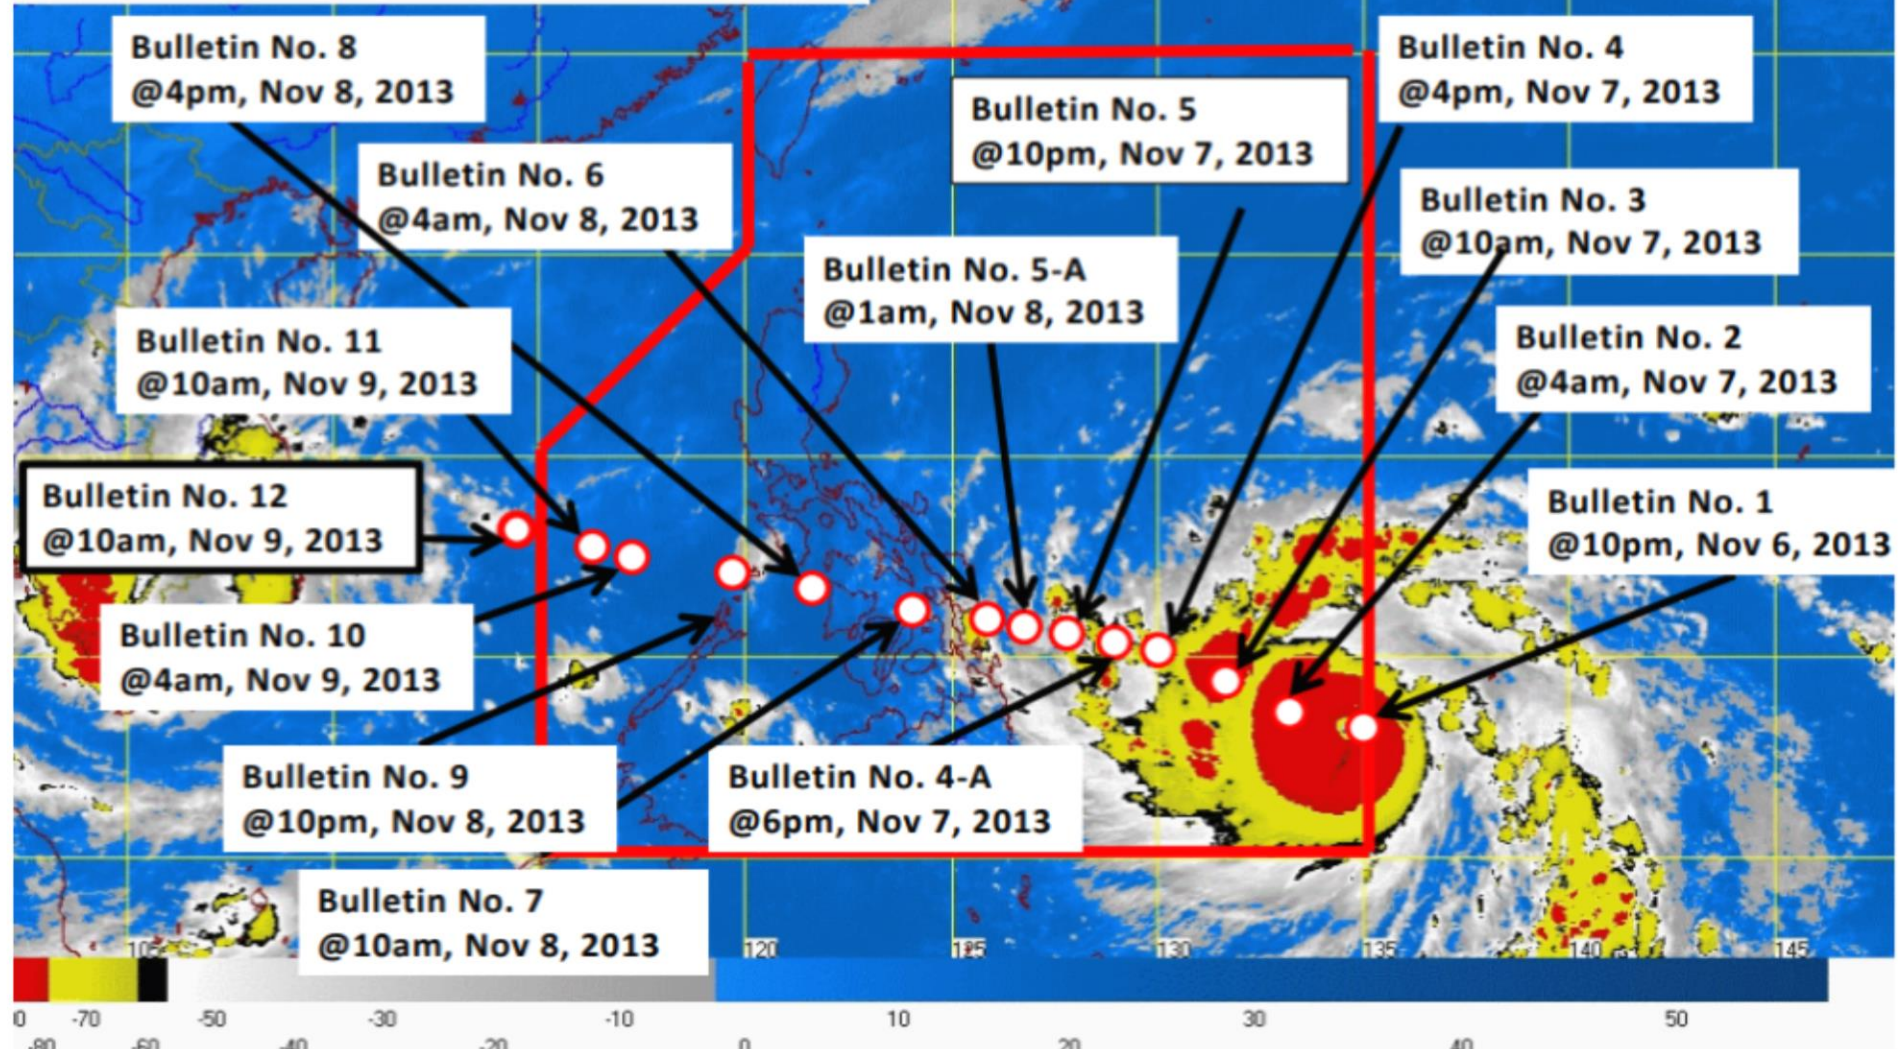 Bulletin No. 8
@4pm, Nov 8, 2013
Bulletin No. 4
@4pm, Nov 7, 2013
Bulletin No. 5
@10pm, Nov 7, 2013
Bulletin No. 6
@4am, Nov 8, 2013
Bulletin No. 3
@10am, Nov 7, 2013
Bulletin No. 5-A
@1am, Nov 8, 2013
Bulletin No. 11
@10am, Nov 9, 2013
Bulletin No. 2
@4am, Nov 7, 2013
Bulletin No. 12
@10am, Nov 9, 2013
Bulletin No. 1
@10pm, Nov 6, 2013
Bulletin No. 10
@4am, Nov 9, 2013
Bulletin No. 9
@10pm, Nov 8, 2013
Bulletin No. 4-A
@6pm, Nov 7, 2013
Bulletin No. 7
@10am, Nov 8, 2013
105 120 125 130 135 140 145
-70 -50 -30 -10 10 30 50
-80 -60 -40 -20 0 20 40